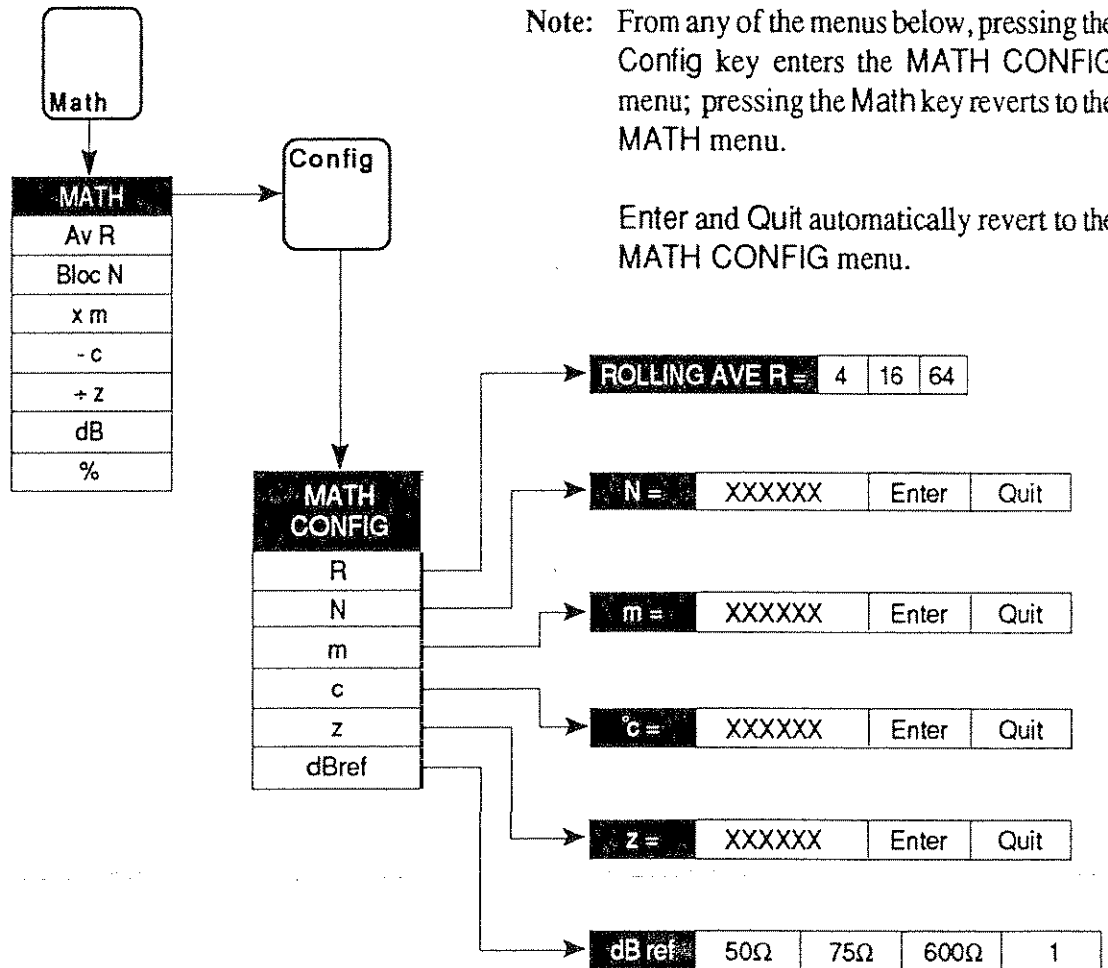 Note: From any of the menus below, pressing the
Config key enters the MATH CONFIG
menu; pressing the Math key reverts to the
MATH menu.
Enter and Quit automatically revert to the
MATH CONFIG menu.
Math
Config
MATH
Av R
Bloc N
x m
- c
÷ z
dB
%
MATH
CONFIG
R
N
m
c
z
dBref
ROLLING AVE R = 4 16 64
N = XXXXXX Enter Quit
m = XXXXXX Enter Quit
c = XXXXXX Enter Quit
z = XXXXXX Enter Quit
dB ref 50Ω 75Ω 600Ω 1